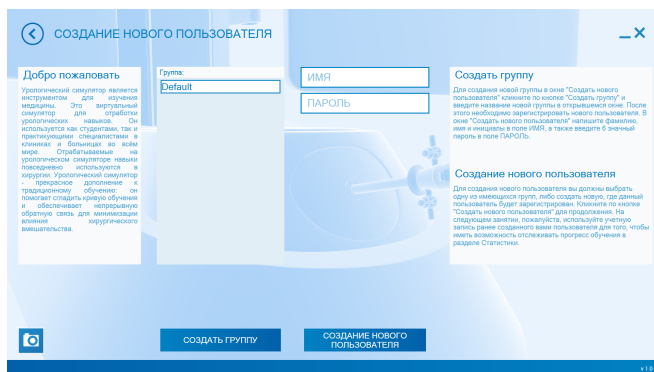 СОЗДАНИЕ НОВОГО ПОЛЬЗОВАТЕЛЯ
Добро пожаловать
Урологический симулятор является
инструментом для изучения
медицины. Это виртуальный
симулятор для отработки
урологических навыков. Он
используется как студентами, так и
практикующими специалистами в
клиниках и больницах во всём
мире. Отрабатываемые на
урологическом симуляторе навыки
повседневно используются в
хирургии. Урологический симулятор
- прекрасное дополнение к
традиционному обучению: он
помогает сгладить кривую обучения
и обеспечивает непрерывную
обратную связь для минимизации
влияния хирургического
вмешательства.
Группа:
Default
ИМЯ
ПАРОЛЬ
Создать группу
Для создания новой группы в окне "Создать нового
пользователя" кликните по кнопке "Создать группу" и
введите название новой группы в открывшемся окне. После
этого необходимо зарегистрировать нового пользователя. В
окне "Создать нового пользователя" напишите фамилию,
имя и инициалы в поле ИМЯ, а также введите 6 значный
пароль в поле ПАРОЛЬ.
Создание нового пользователя
Для создания нового пользователя вы должны выбрать
одну из имеющихся групп, либо создать новую, где данный
пользователь будет зарегистрирован. Кликните по кнопке
"Создать нового пользователя" для продолжения. На
следующем занятии, пожалуйста, используйте учетную
запись ранее созданного вами пользователя для того, чтобы
иметь возможность отслеживать прогресс обучения в
разделе Статистики.
СОЗДАТЬ ГРУППУ
СОЗДАНИЕ НОВОГО
ПОЛЬЗОВАТЕЛЯ
v 1.0